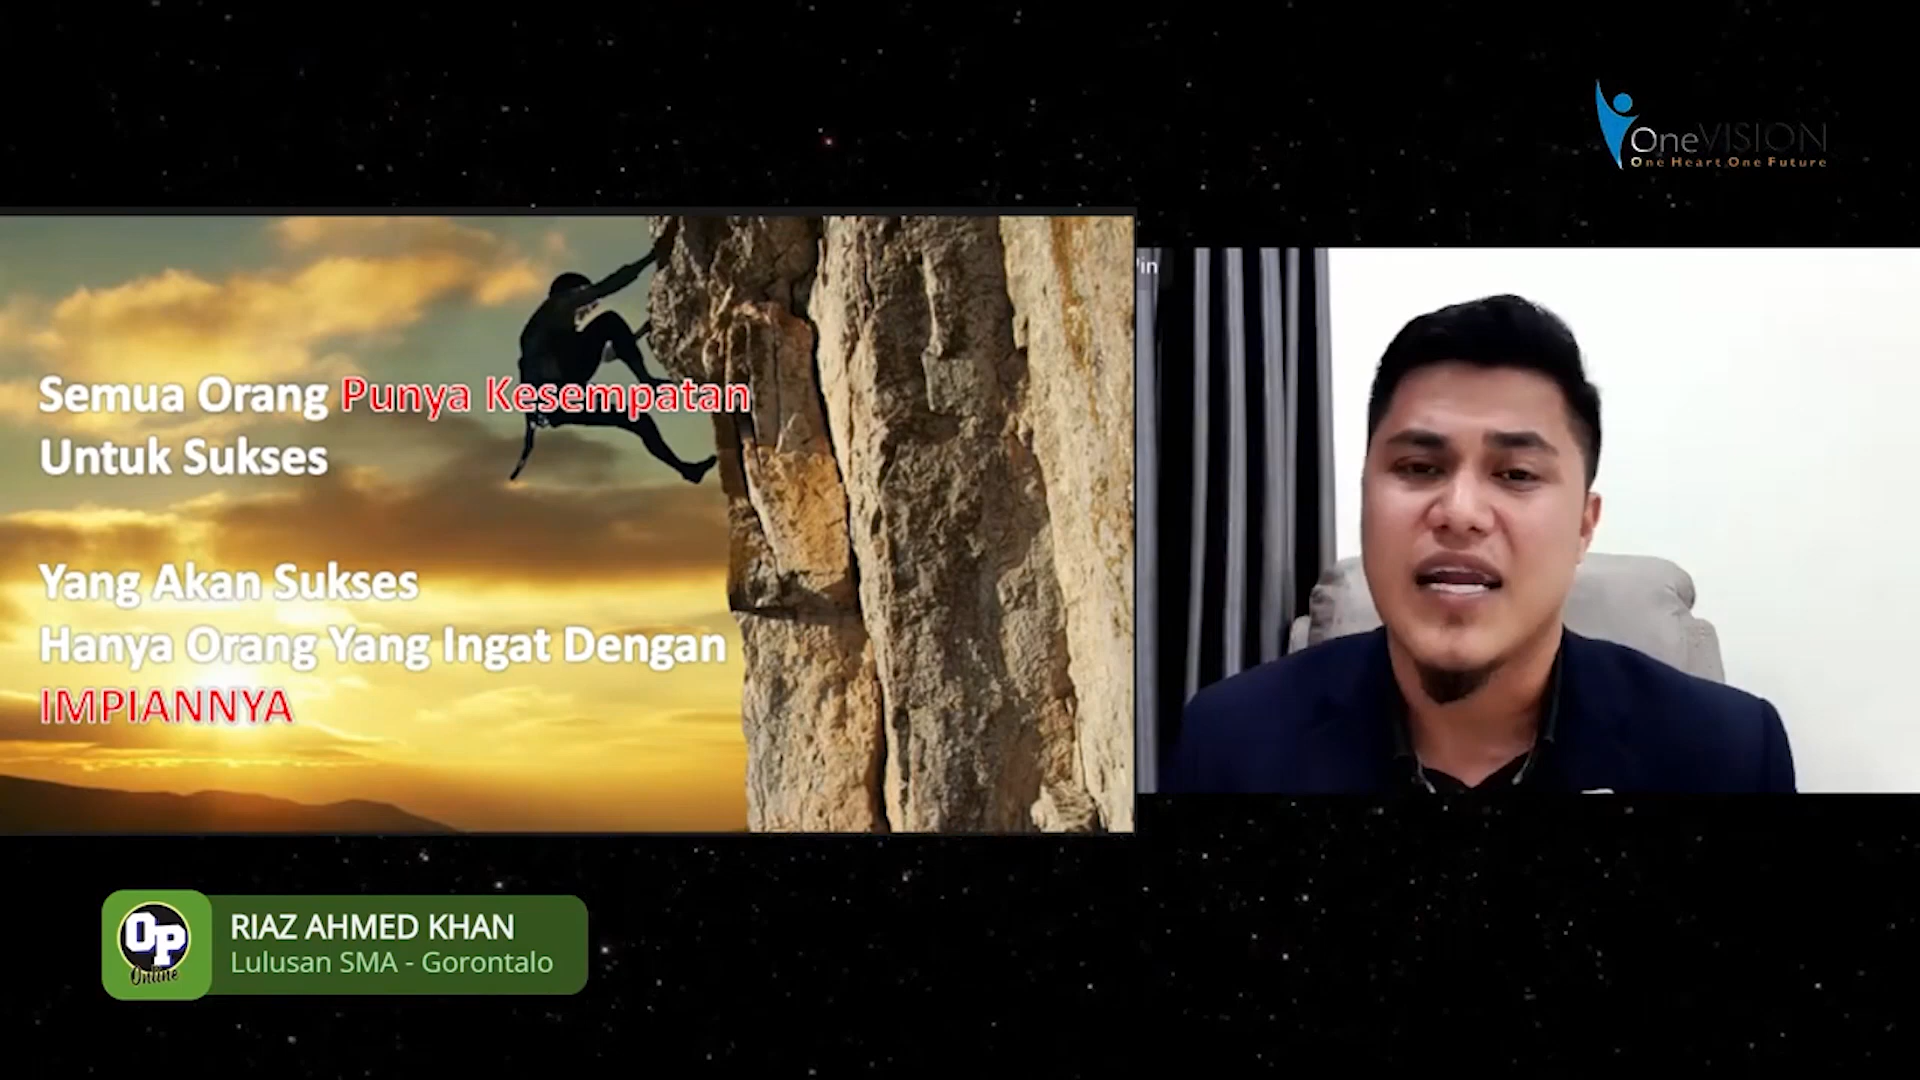 OneVISION
One Heart One Future
Semua Orang Punya Kesempatan
Untuk Sukses
Yang Akan Sukses
Hanya Orang Yang Ingat Dengan
IMPIANNYA
Op
Online
RIAZ AHMED KHAN
Lulusan SMA - Gorontalo